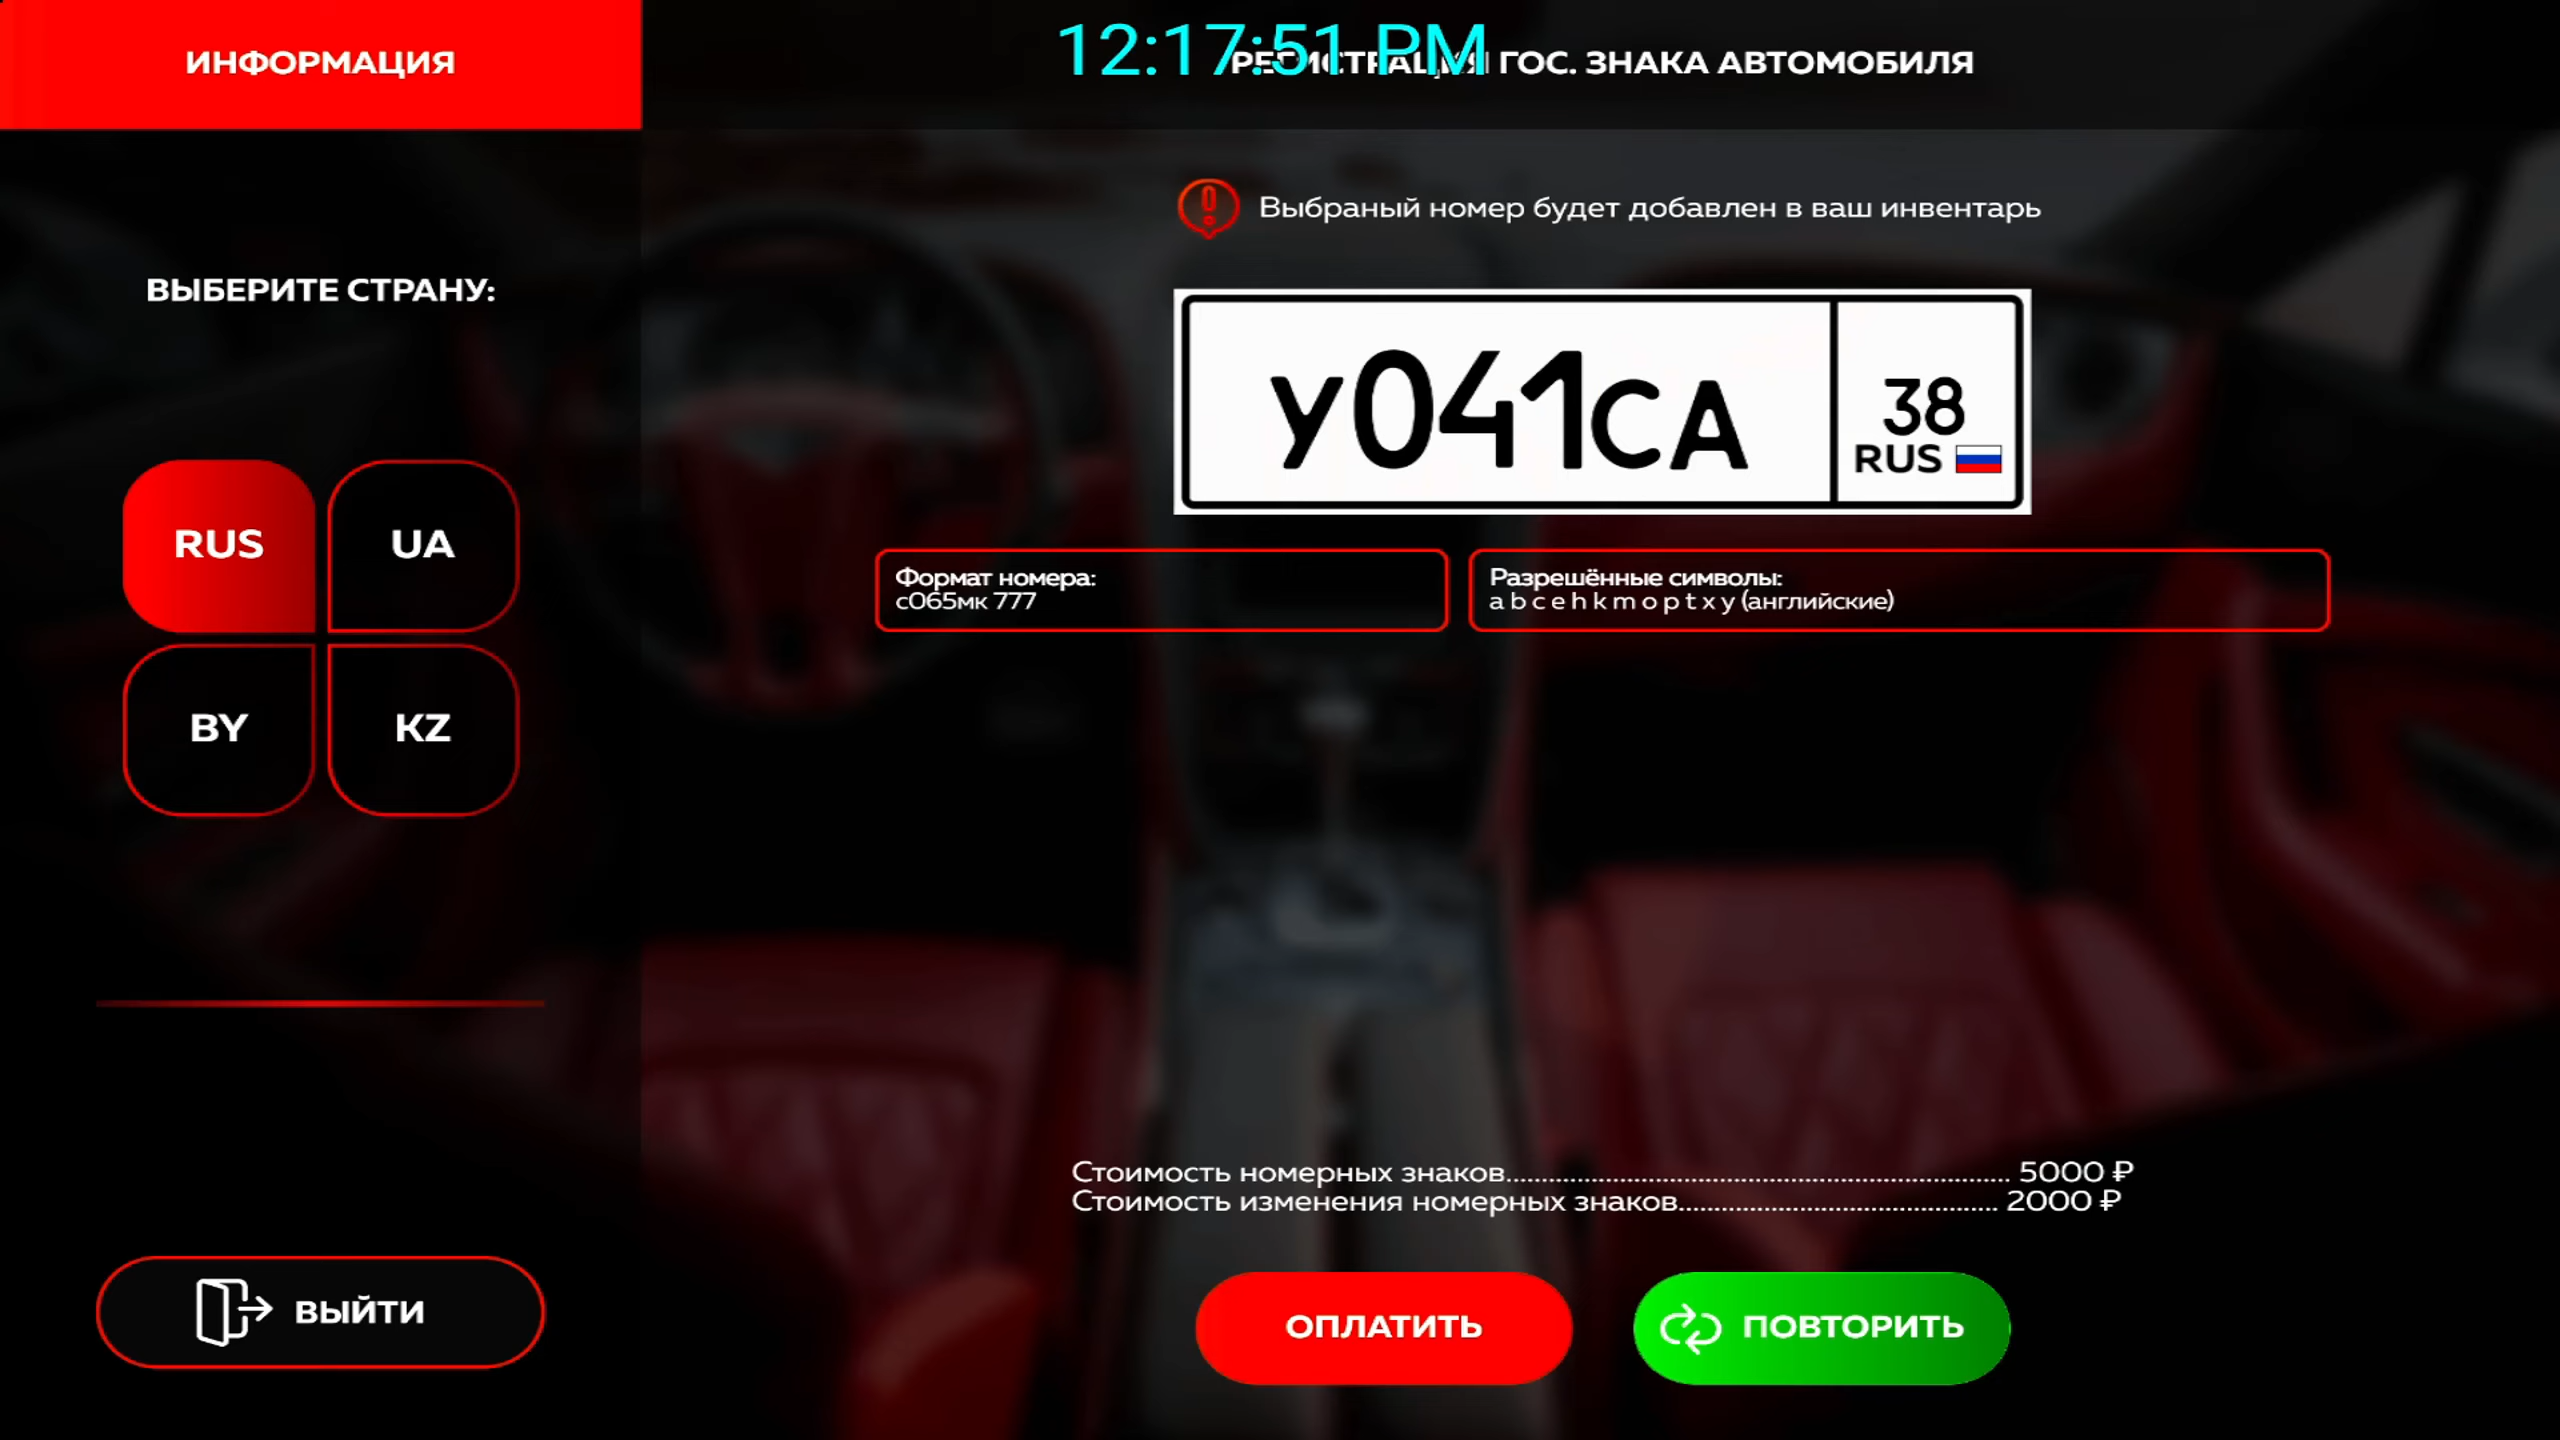 ИНФОРМАЦИЯ
12:17:51 PM
РЕГИСТРАЦИЯ ГОС. ЗНАКА АВТОМОБИЛЯ
Выбраный номер будет добавлен в ваш инвентарь
ВЫБЕРИТЕ СТРАНУ:
У041СА
38
RUS
RUS
UA
BY
KZ
Формат номера:
с065мк 777
Разрешённые символы:
a b c e h k m o p t x y (английские)
Стоимость номерных знаков.................................................................... 5000 ₽
Стоимость изменения номерных знаков........................................... 2000 ₽
ВЫЙТИ
ОПЛАТИТЬ
ПОВТОРИТЬ